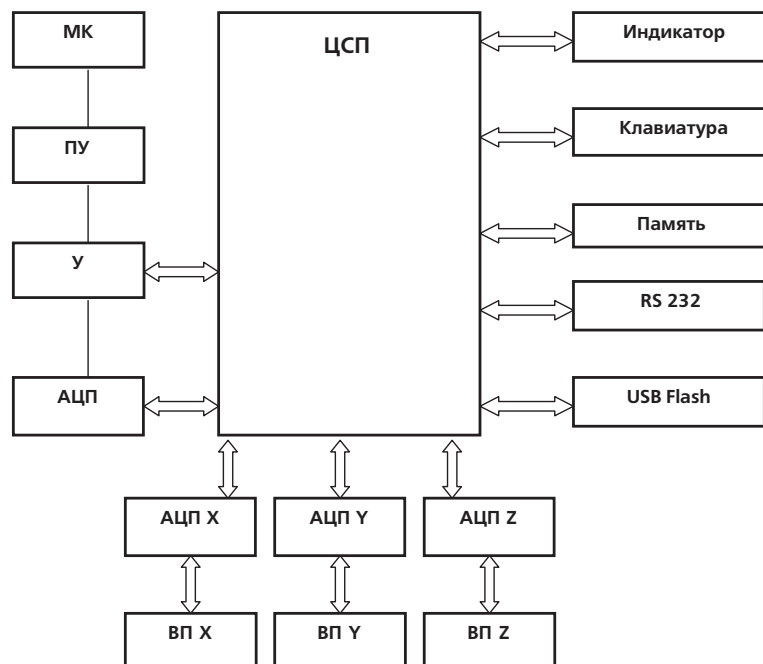 МК
ЦСП
Индикатор
Клавиатура
ПУ
Память
У
RS 232
АЦП
USB Flash
АЦП X
АЦП Y
АЦП Z
ВП X
ВП Y
ВП Z